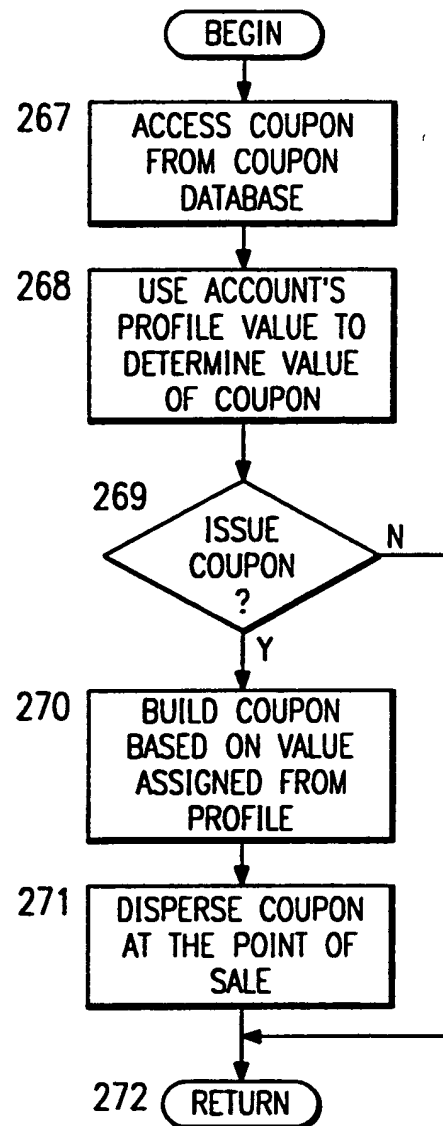 BEGIN
267
ACCESS COUPON
FROM COUPON
DATABASE
268
USE ACCOUNT'S
PROFILE VALUE TO
DETERMINE VALUE
OF COUPON
269
ISSUE
COUPON
?
N
Y
270
BUILD COUPON
BASED ON VALUE
ASSIGNED FROM
PROFILE
271
DISPERSE COUPON
AT THE POINT OF
SALE
272
RETURN